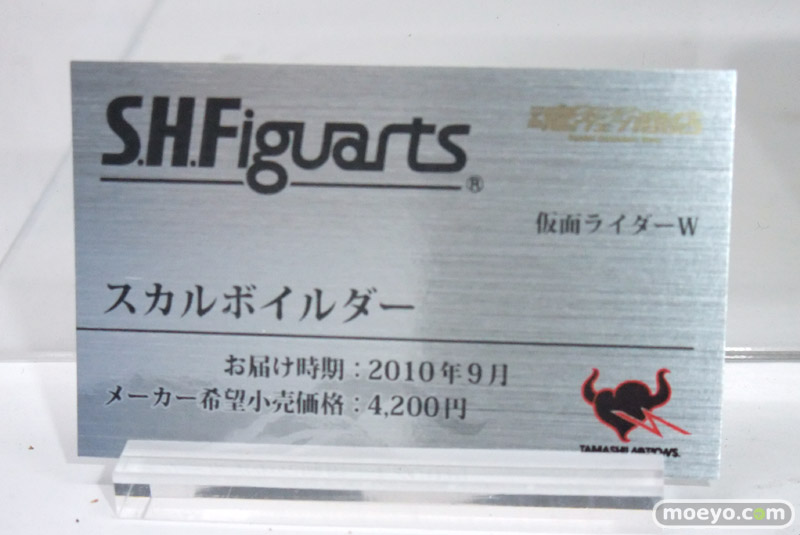 S.H.Figuarts®
仮面ライダーW
スカルボイルダー
お届け時期：2010年9月
メーカー希望小売価格：4,200円
TAMASHII NATIONS.
moeyo.com